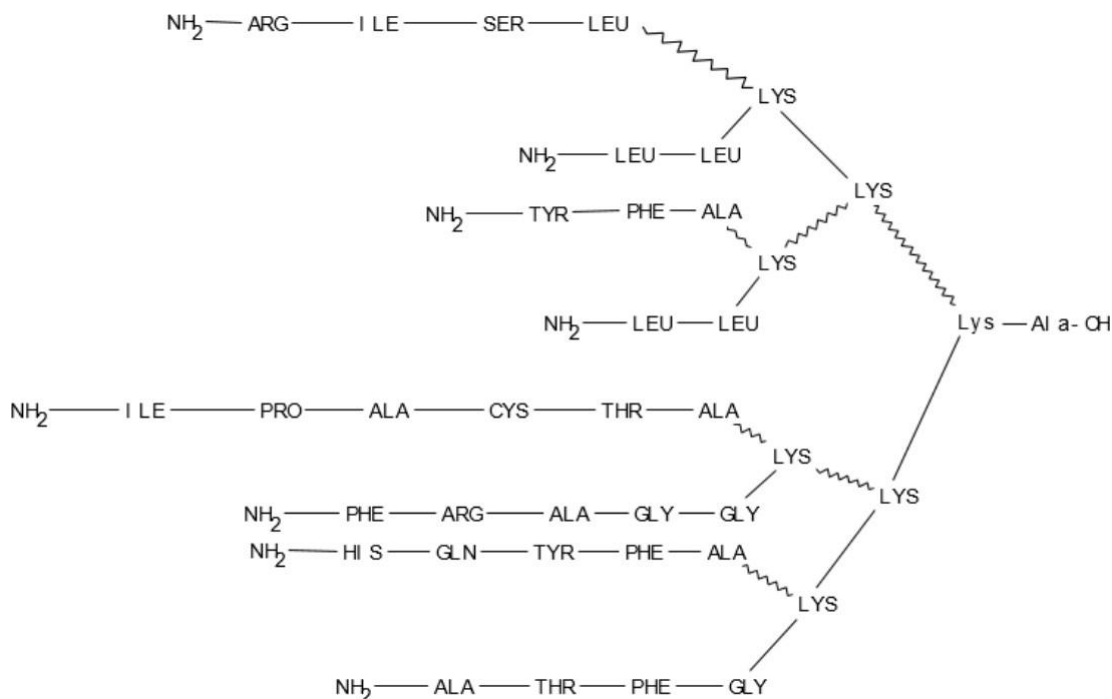 NH2 ARG ILE SER LEU
LYS
NH2 LEU LEU
LYS
NH2 TYR PHE ALA
LYS
NH2 LEU LEU
Lys Ala-OH
NH2 ILE PRO ALA CYS THR ALA
LYS
LYS
NH2 PHE ARG ALA GLY GLY
NH2 HIS GLN TYR PHE ALA
LYS
NH2 ALA THR PHE GLY